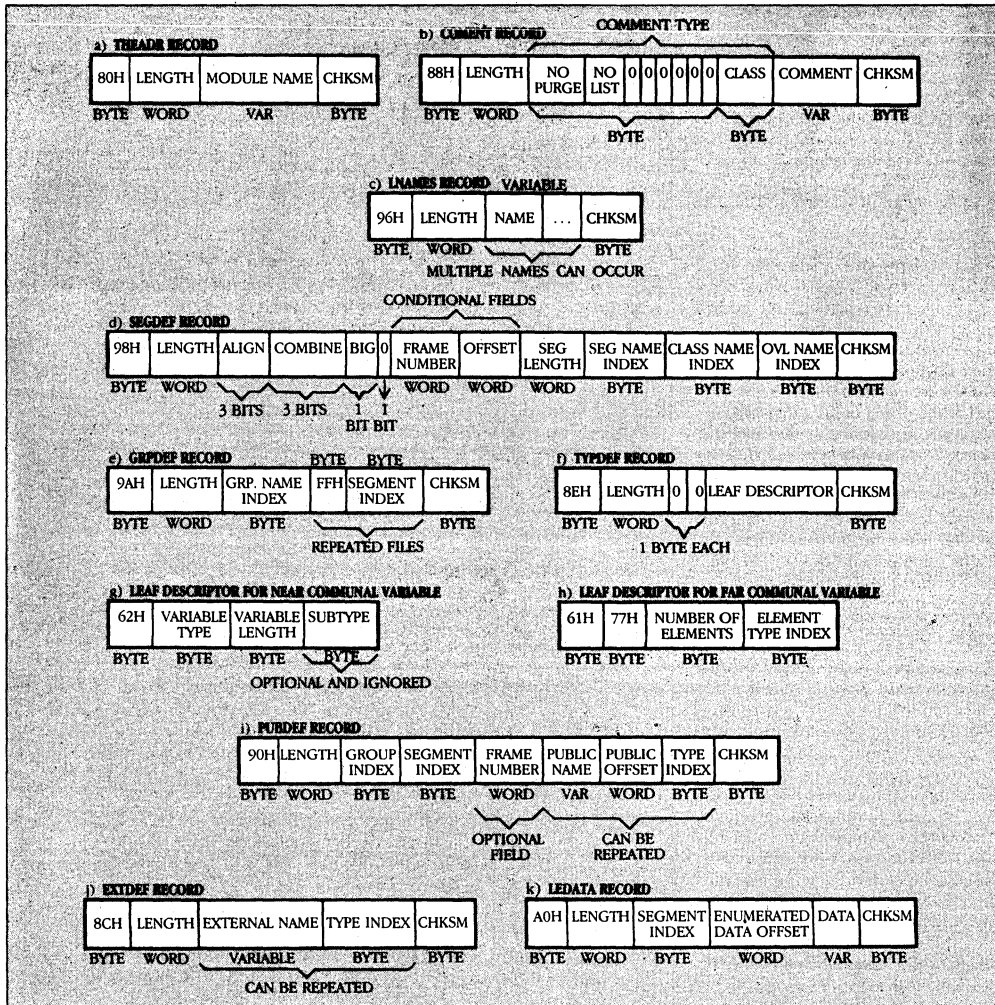 a) THEADR RECORD
80H LENGTH MODULE NAME CHKSM
BYTE WORD VAR BYTE
COMMENT TYPE
b) COMENT RECORD
88H LENGTH NO PURGE NO LIST 0 0 0 0 0 0 CLASS COMMENT CHKSM
BYTE WORD BYTE BYTE VAR BYTE
c) LNAMES RECORD VARIABLE
96H LENGTH NAME ... CHKSM
BYTE WORD BYTE
MULTIPLE NAMES CAN OCCUR
CONDITIONAL FIELDS
d) SEGDEF RECORD
98H LENGTH ALIGN COMBINE BIG 0 FRAME NUMBER OFFSET SEG LENGTH SEG NAME INDEX CLASS NAME INDEX OVL NAME INDEX CHKSM
BYTE WORD WORD WORD WORD BYTE BYTE BYTE BYTE
3 BITS 3 BITS 1 BIT 1 BIT
e) GRPDEF RECORD BYTE BYTE
9AH LENGTH GRP. NAME INDEX FFH SEGMENT INDEX CHKSM
BYTE WORD BYTE BYTE
REPEATED FILES
f) TYPDEF RECORD
8EH LENGTH 0 0 LEAF DESCRIPTOR CHKSM
BYTE WORD BYTE
1 BYTE EACH
g) LEAF DESCRIPTOR FOR NEAR COMMUNAL VARIABLE
62H VARIABLE TYPE VARIABLE LENGTH SUBTYPE
BYTE BYTE BYTE BYTE
OPTIONAL AND IGNORED
h) LEAF DESCRIPTOR FOR FAR COMMUNAL VARIABLE
61H 77H NUMBER OF ELEMENTS ELEMENT TYPE INDEX
BYTE BYTE BYTE BYTE
i) PUBDEF RECORD
90H LENGTH GROUP INDEX SEGMENT INDEX FRAME NUMBER PUBLIC NAME PUBLIC OFFSET TYPE INDEX CHKSM
BYTE WORD BYTE BYTE WORD VAR WORD BYTE BYTE
OPTIONAL FIELD CAN BE REPEATED
j) EXTDEF RECORD
8CH LENGTH EXTERNAL NAME TYPE INDEX CHKSM
BYTE WORD VARIABLE BYTE BYTE
CAN BE REPEATED
k) LEDATA RECORD
A0H LENGTH SEGMENT INDEX ENUMERATED DATA OFFSET DATA CHKSM
BYTE WORD BYTE WORD VAR BYTE